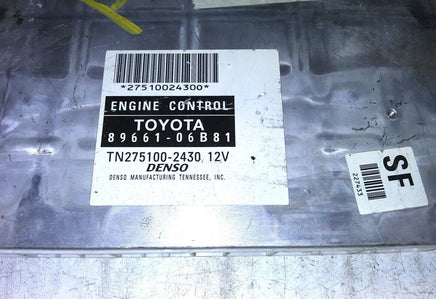 *27510024300*
ENGINE CONTROL
TOYOTA
89661-06B81
TN275100-2430 12V
DENSO
DENSO MANUFACTURING TENNESSEE, INC.
SF
227433